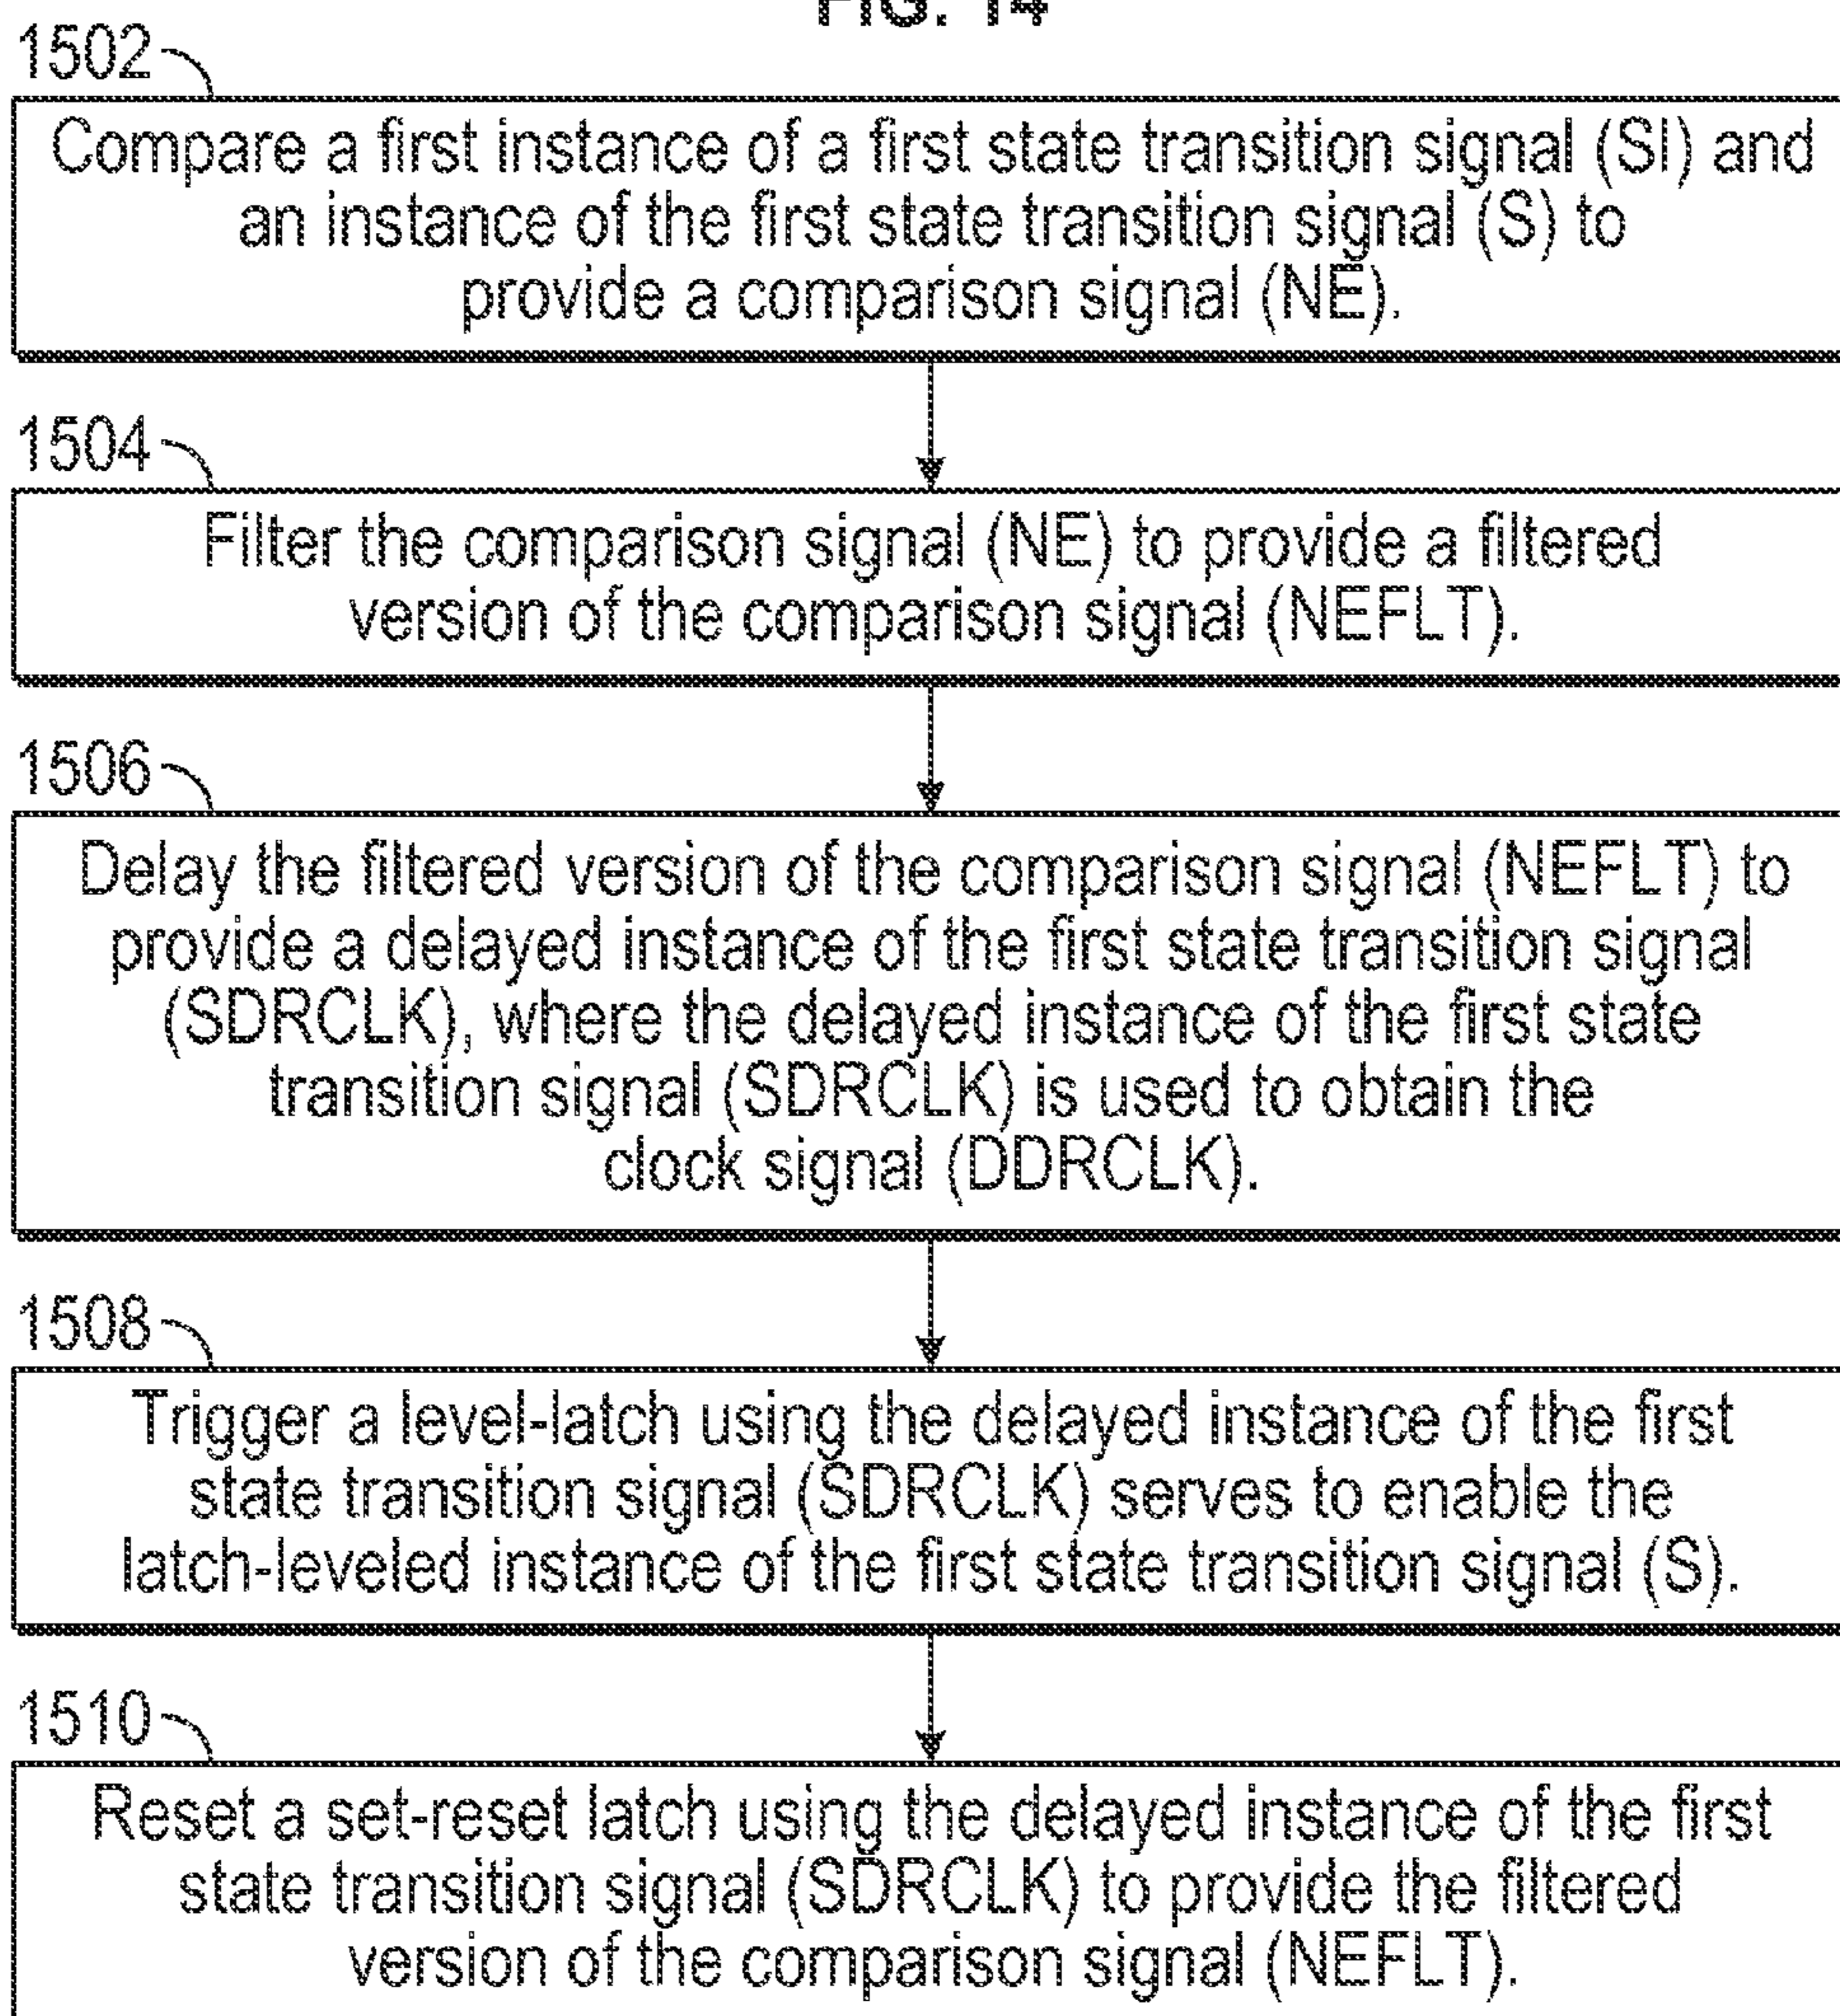 FIG. 14
1502
Compare a first instance of a first state transition signal (SI) and
an instance of the first state transition signal (S) to
provide a comparison signal (NE).
1504
Filter the comparison signal (NE) to provide a filtered
version of the comparison signal (NEFLT).
1506
Delay the filtered version of the comparison signal (NEFLT) to
provide a delayed instance of the first state transition signal
(SDRCLK), where the delayed instance of the first state
transition signal (SDRCLK) is used to obtain the
clock signal (DDRCLK).
1508
Trigger a level-latch using the delayed instance of the first
state transition signal (SDRCLK) serves to enable the
latch-leveled instance of the first state transition signal (S).
1510
Reset a set-reset latch using the delayed instance of the first
state transition signal (SDRCLK) to provide the filtered
version of the comparison signal (NEFLT).